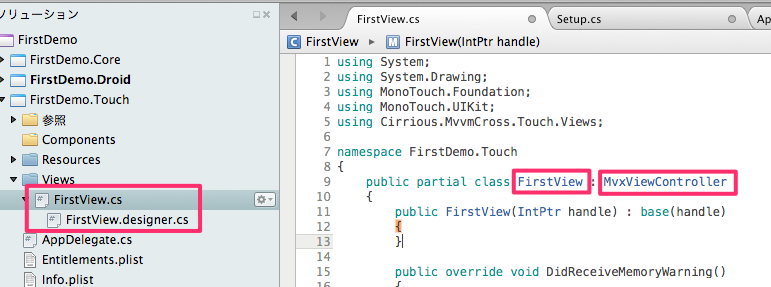 ソリューション
FirstDemo
FirstDemo.Core
FirstDemo.Droid
FirstDemo.Touch
参照
Components
Resources
Views
FirstView.cs
FirstView.designer.cs
AppDelegate.cs
Entitlements.plist
Info.plist
FirstView.cs
Setup.cs
Ap
C FirstView ▸ M FirstView(IntPtr handle)
1 using System;
2 using System.Drawing;
3 using MonoTouch.Foundation;
4 using MonoTouch.UIKit;
5 using Cirrious.MvvmCross.Touch.Views;
6
7 namespace FirstDemo.Touch
8 {
9 public partial class FirstView : MvxViewController
10 {
11 public FirstView(IntPtr handle) : base(handle)
12 {
13 }
14
15 public override void DidReceiveMemoryWarning()
16 {